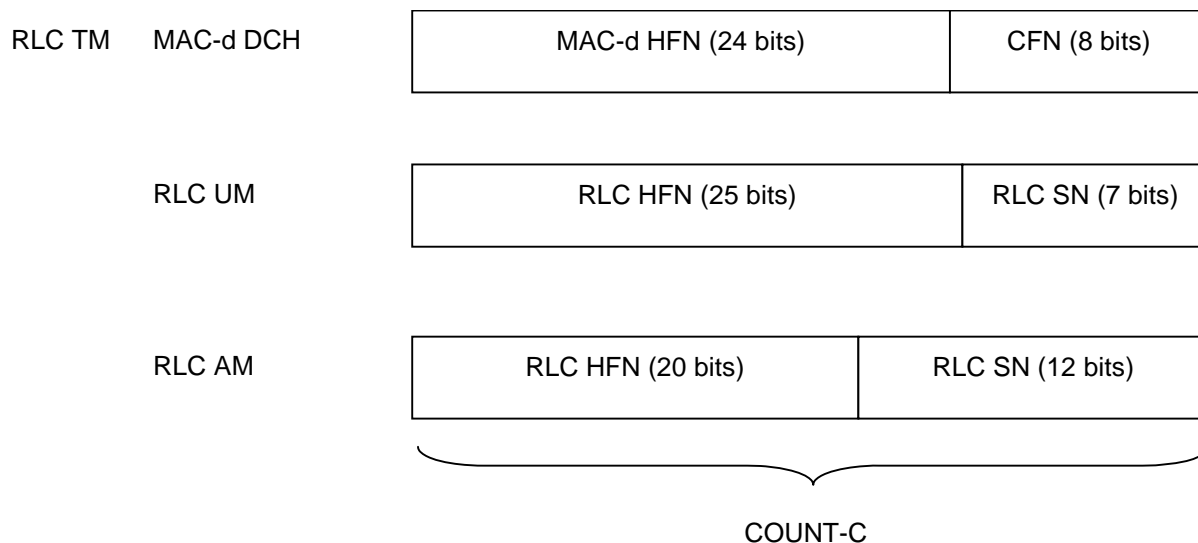 RLC TM MAC-d DCH MAC-d HFN (24 bits) CFN (8 bits)
RLC UM RLC HFN (25 bits) RLC SN (7 bits)
RLC AM RLC HFN (20 bits) RLC SN (12 bits)
COUNT-C